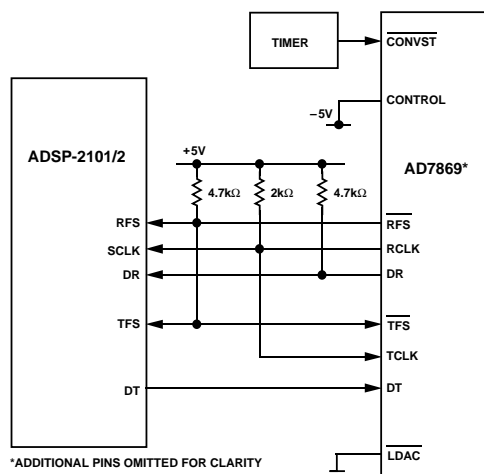 TIMER
CONVST
CONTROL
–5V
ADSP-2101/2
+5V
AD7869*
4.7kΩ 2kΩ 4.7kΩ
RFS RFS
SCLK RCLK
DR DR
TFS TFS
TCLK
DT DT
LDAC
*ADDITIONAL PINS OMITTED FOR CLARITY